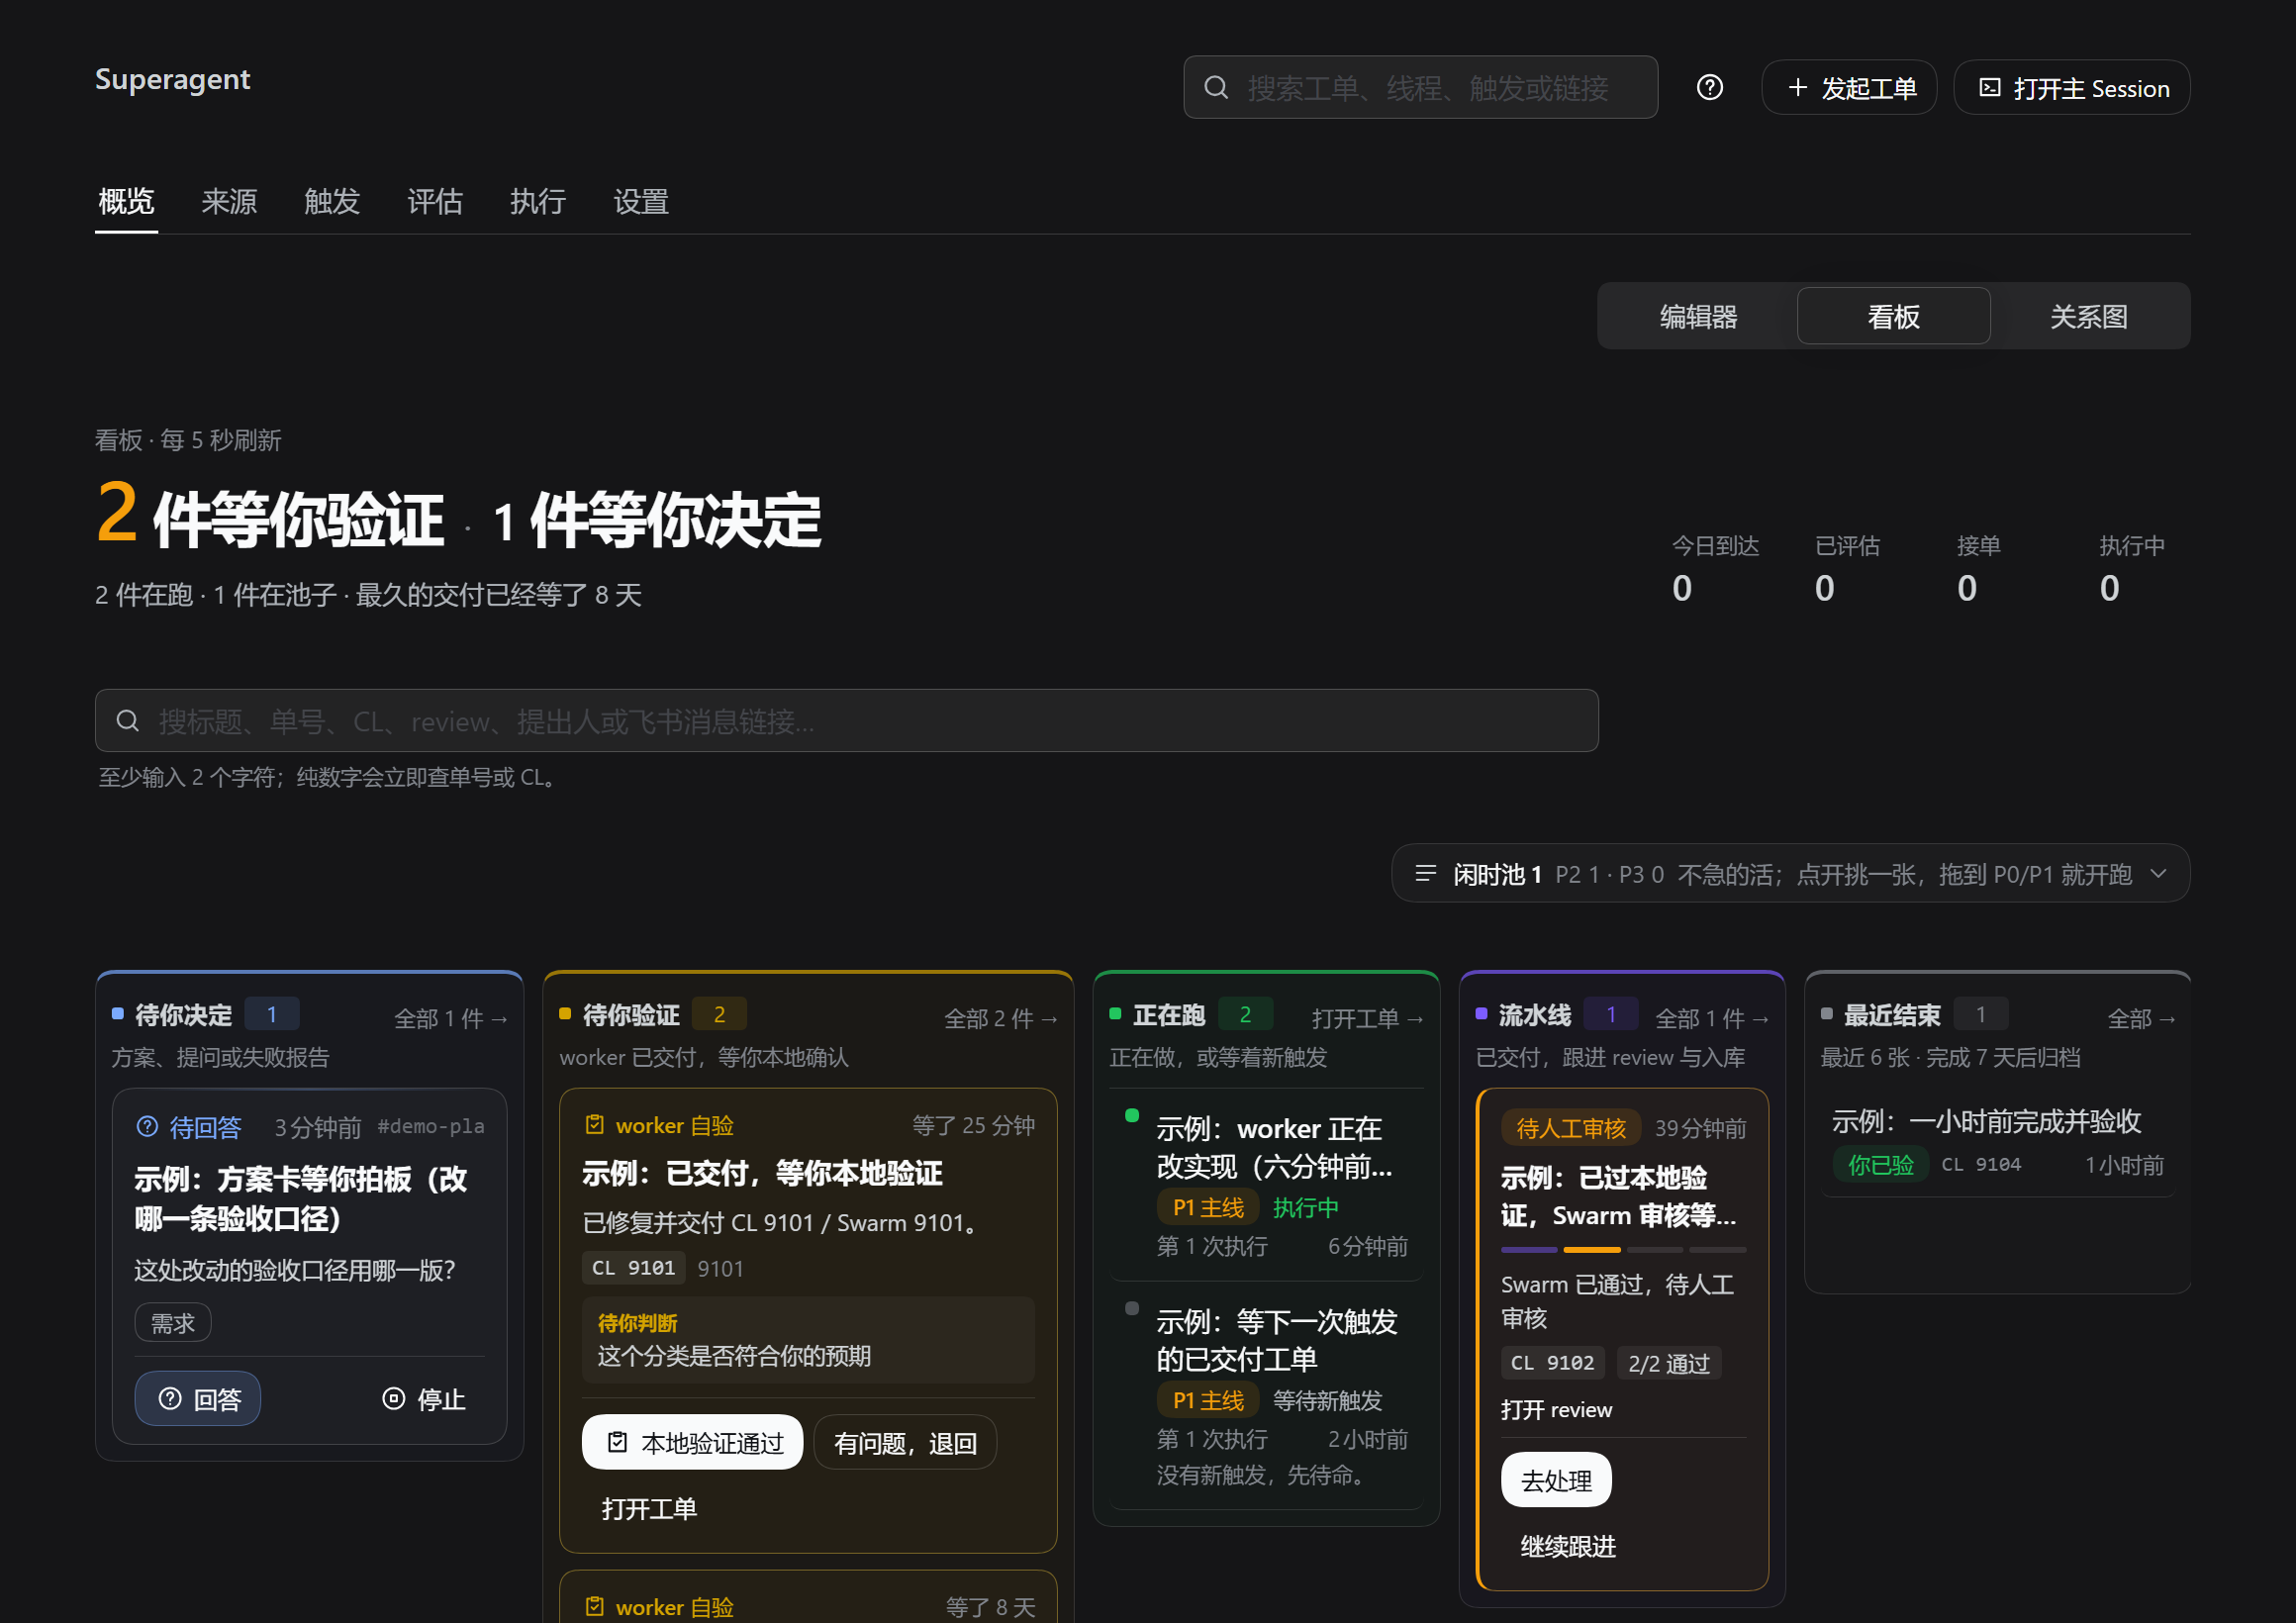 Superagent
搜索工单、线程、触发或链接
发起工单
打开主 Session
概览
来源
触发
评估
执行
设置
编辑器
看板
关系图
看板 · 每 5 秒刷新
2 件等你验证 · 1 件等你决定
2 件在跑 · 1 件在池子 · 最久的交付已经等了 8 天
今日到达
0
已评估
0
接单
0
执行中
0
搜标题、单号、CL、review、提出人或飞书消息链接...
至少输入 2 个字符；纯数字会立即查单号或 CL。
闲时池 1 P2 1 · P3 0 不急的活；点开挑一张，拖到 P0/P1 就开跑
待你决定 1 全部 1 件 →
方案、提问或失败报告
待回答 3 分钟前 #demo-pla
示例：方案卡等你拍板（改
哪一条验收口径）
这处改动的验收口径用哪一版？
需求
回答
停止
待你验证 2 全部 2 件 →
worker 已交付，等你本地确认
worker 自验 等了 25 分钟
示例：已交付，等你本地验证
已修复并交付 CL 9101 / Swarm 9101。
CL 9101 9101
待你判断
这个分类是否符合你的预期
本地验证通过
有问题，退回
打开工单
worker 自验 等了 8 天
正在跑 2 打开工单 →
正在做，或等着新触发
示例：worker 正在
改实现（六分钟前...
P1 主线 执行中
第 1 次执行 6 分钟前
示例：等下一次触发
的已交付工单
P1 主线 等待新触发
第 1 次执行 2 小时前
没有新触发，先待命。
流水线 1 全部 1 件 →
已交付，跟进 review 与入库
待人工审核 39 分钟前
示例：已过本地验
证，Swarm 审核等...
Swarm 已通过，待人工
审核
CL 9102 2/2 通过
打开 review
去处理
继续跟进
最近结束 1 全部 →
最近 6 张 · 完成 7 天后归档
示例：一小时前完成并验收
你已验 CL 9104 1 小时前